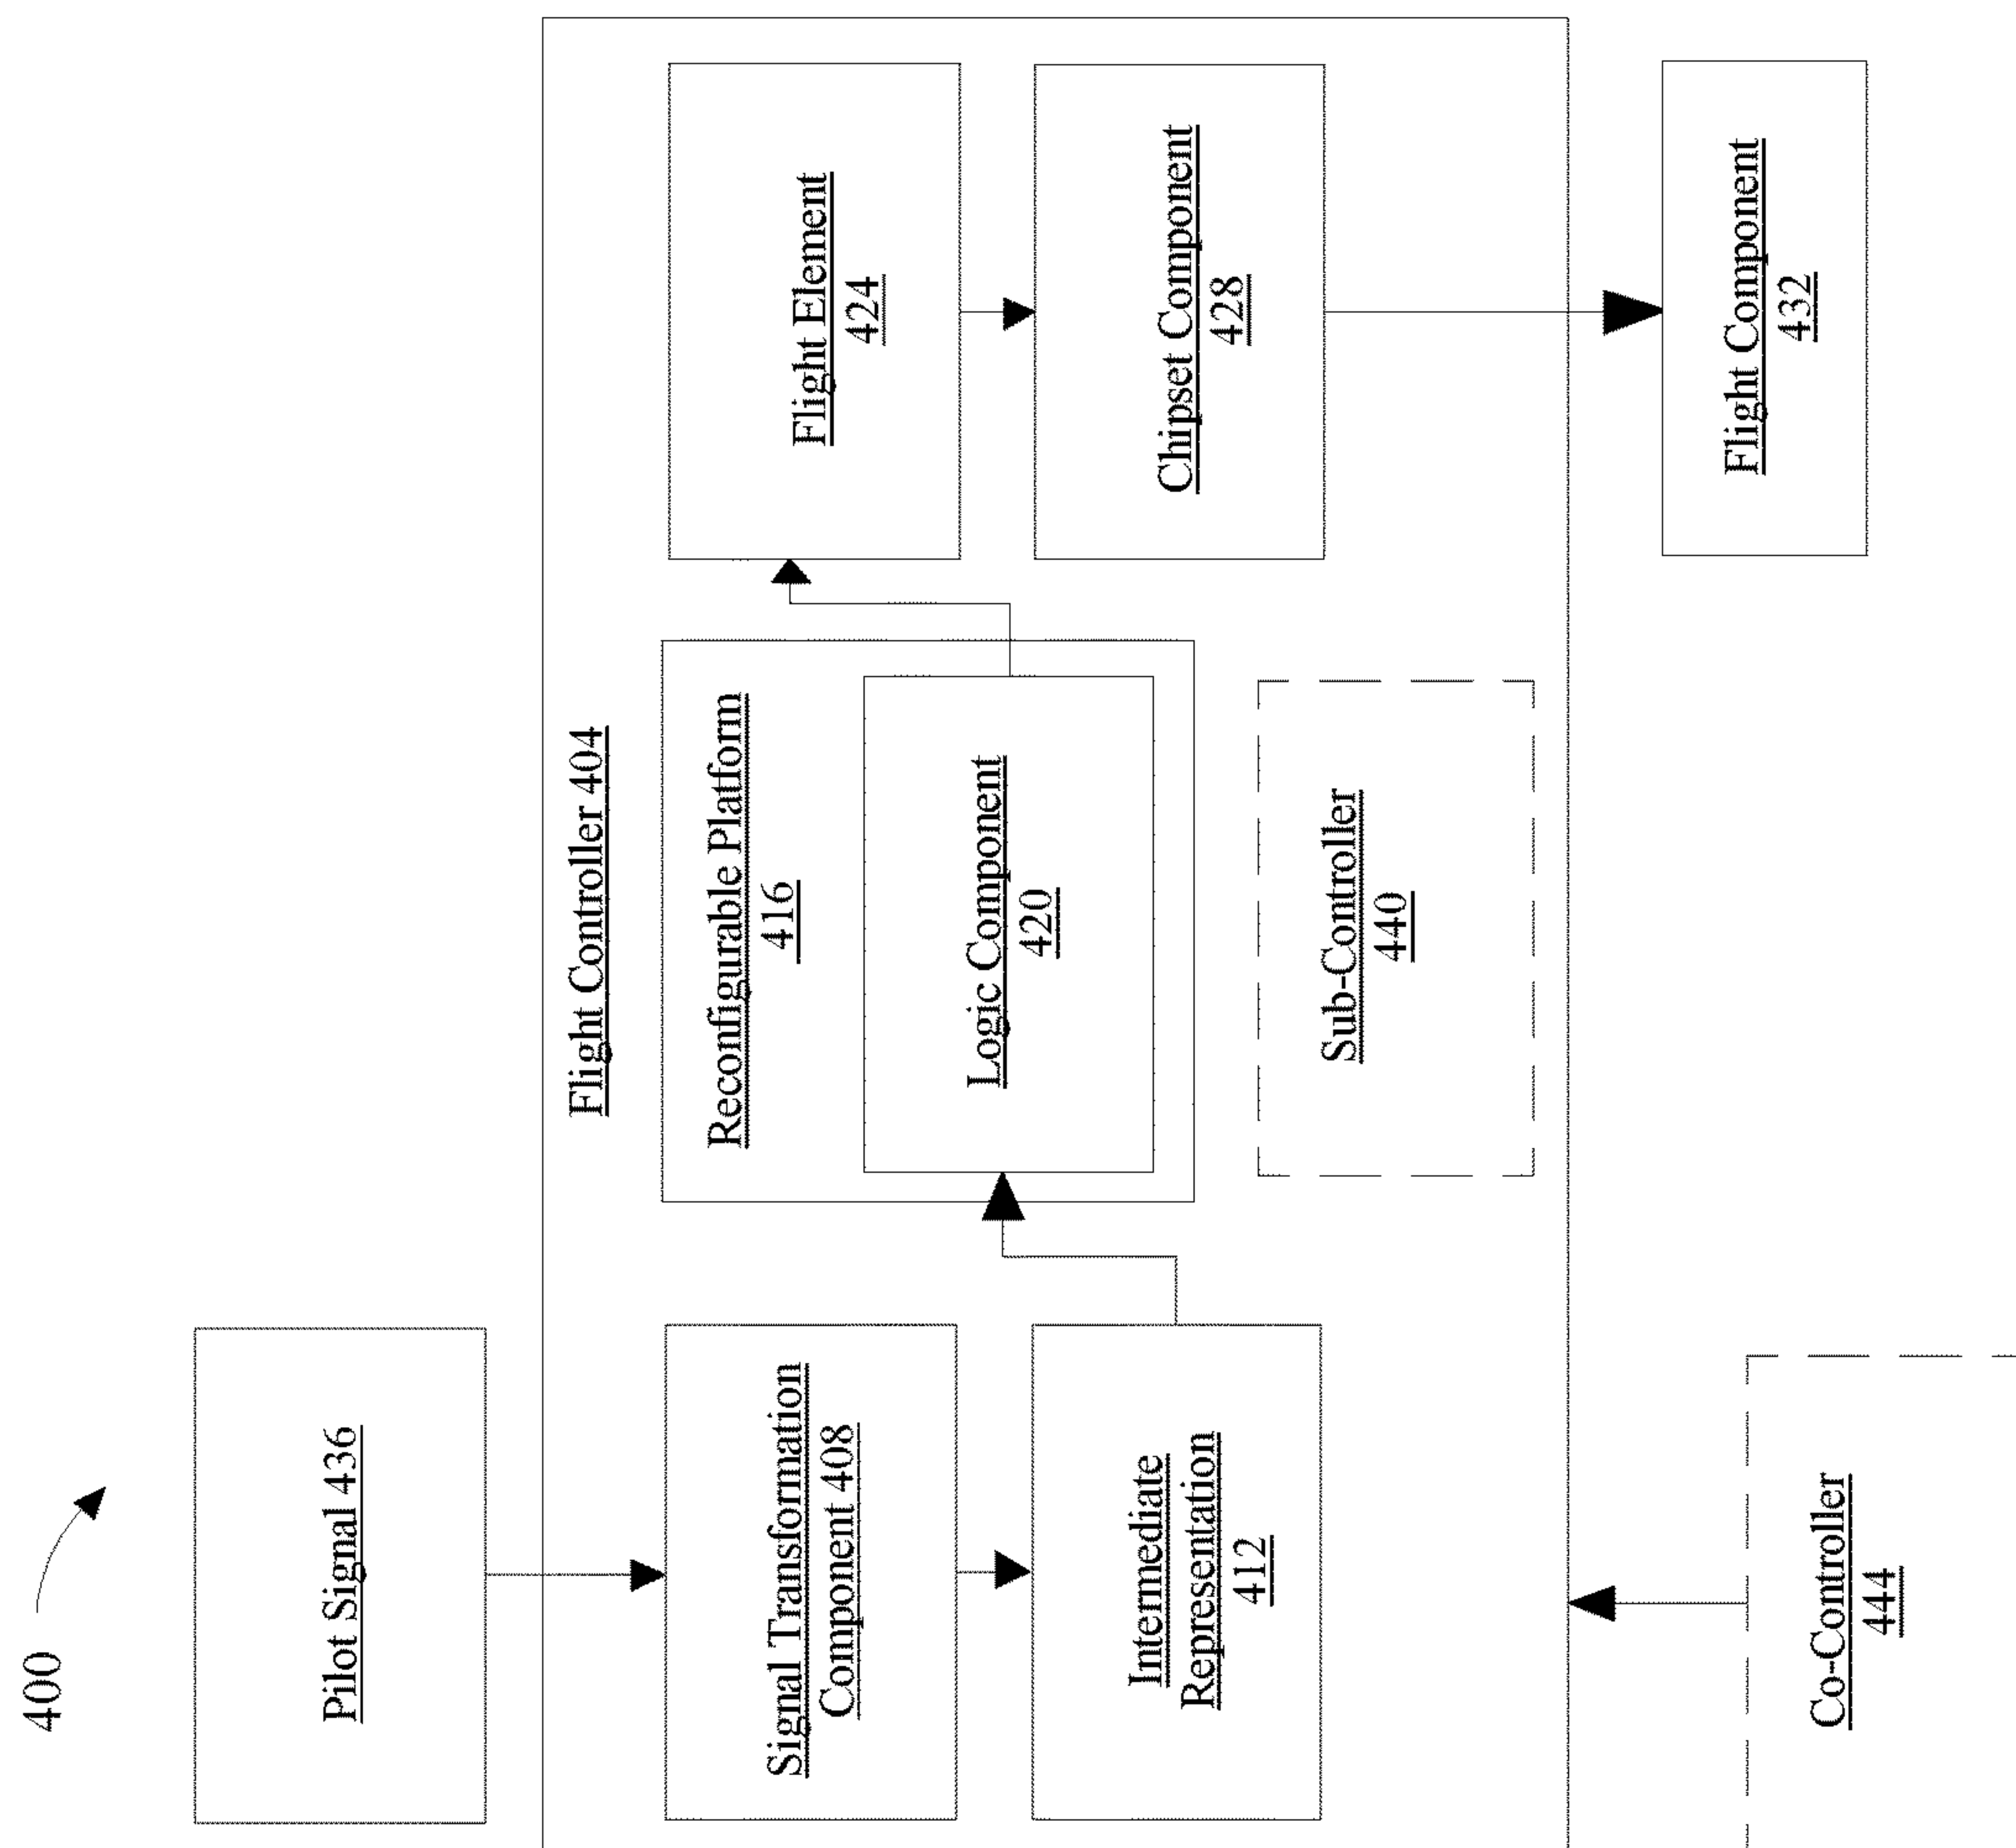 400
Pilot Signal 436
Flight Controller 404
Signal Transformation
Component 408
Intermediate
Representation
412
Reconfigurable Platform
416
Logic Component
420
Flight Element
424
Chipset Component
428
Sub-Controller
440
Co-Controller
444
Flight Component
432